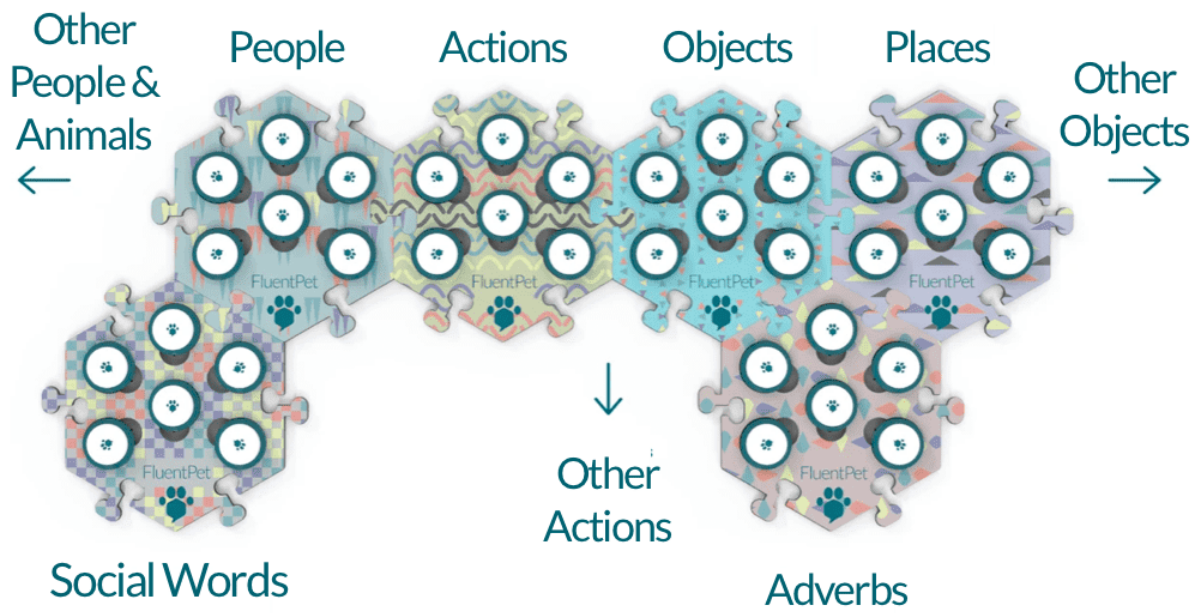 Other
People &
Animals
People
Actions
Objects
Places
Other
Objects
FluentPet
FluentPet
FluentPet
FluentPet
FluentPet
FluentPet
Other
Actions
Social Words
Adverbs